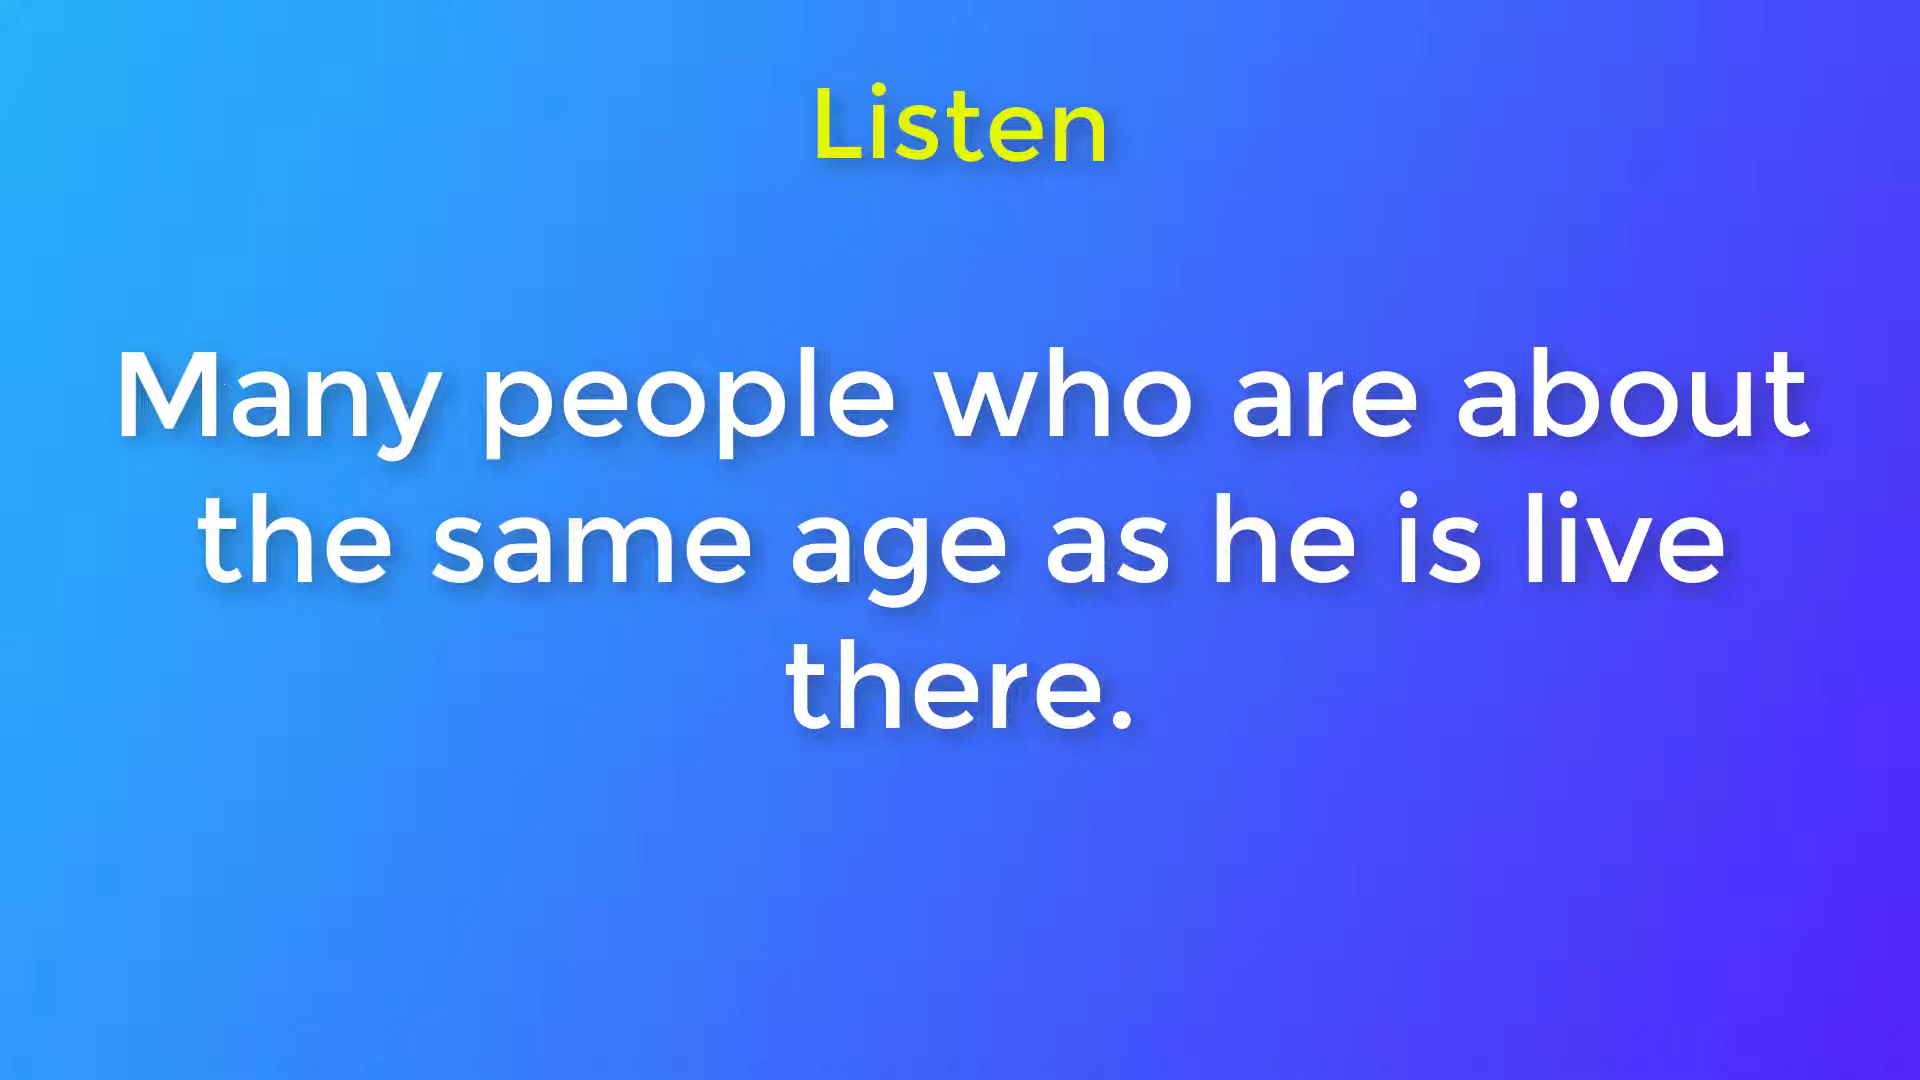 Listen
Many people who are about
the same age as he is live
there.